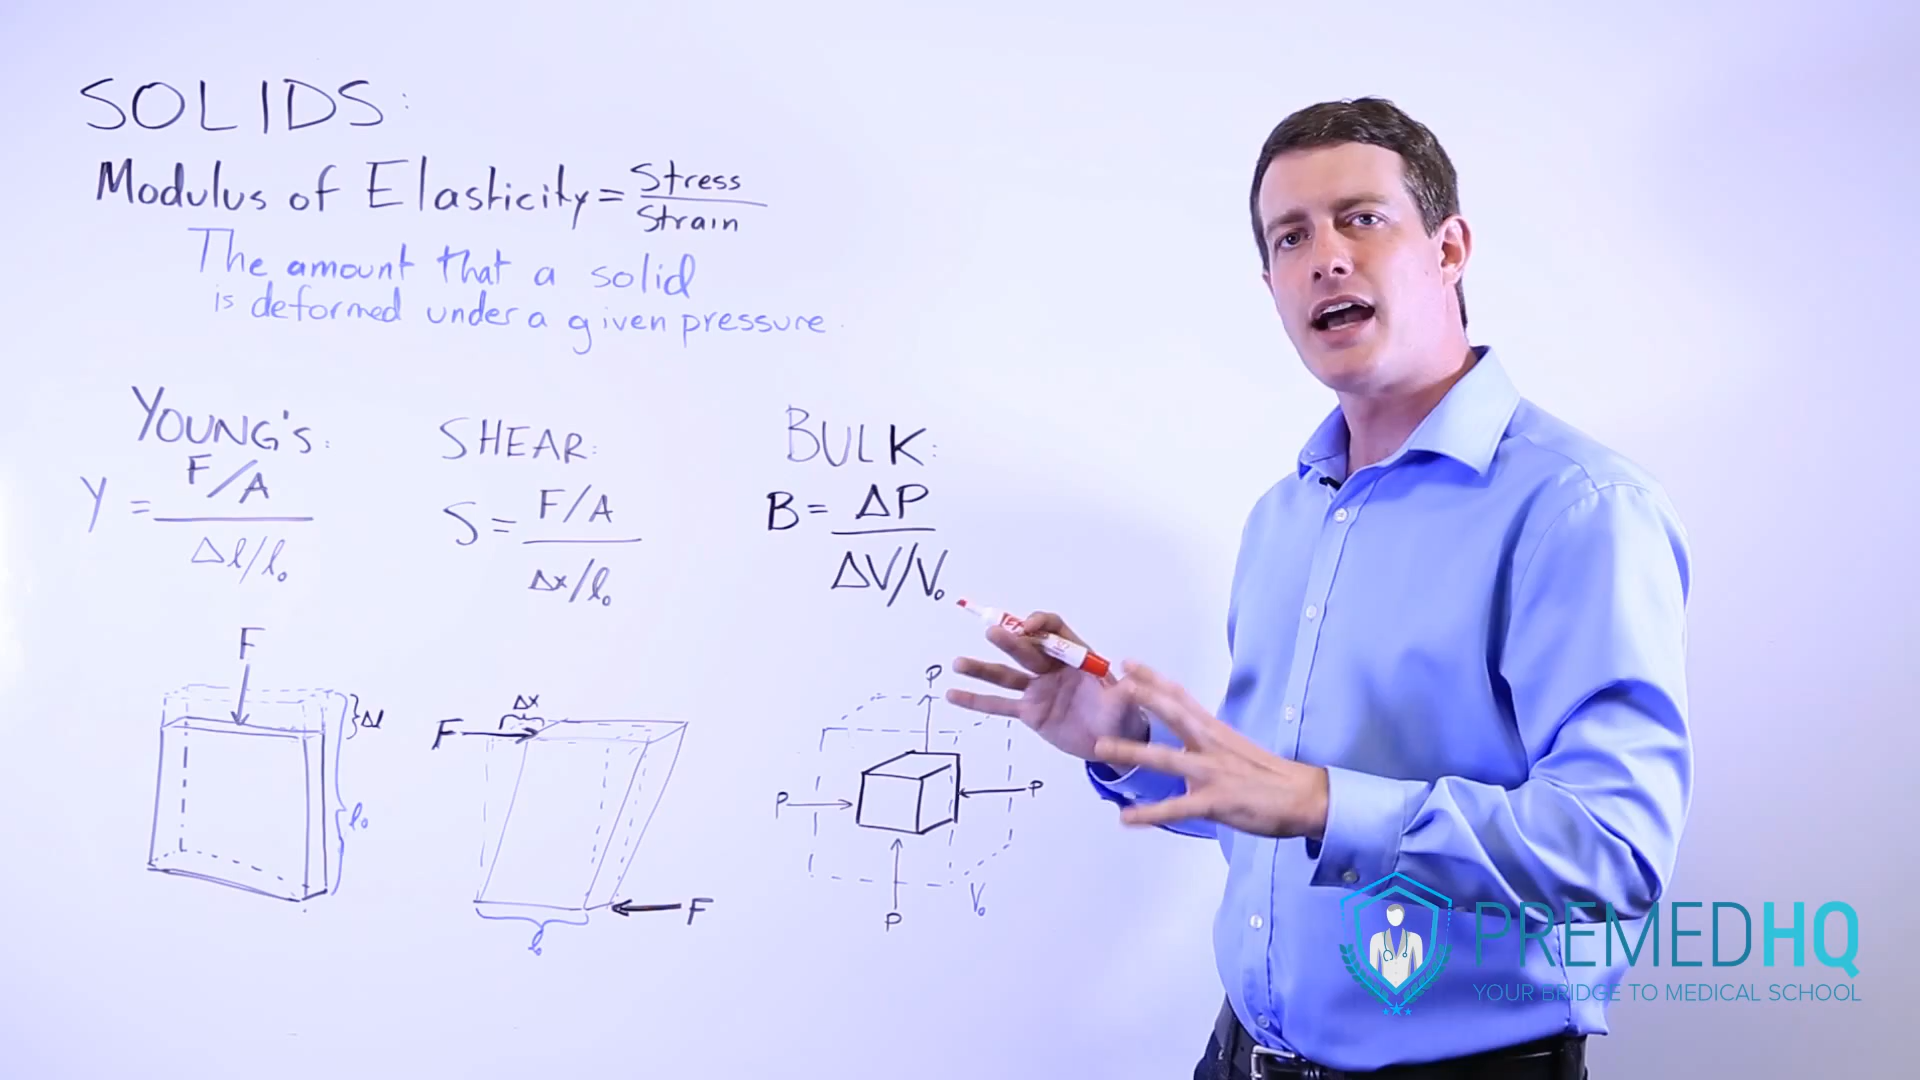 SOLIDS:
Modulus of Elasticity = Stress / Strain
The amount that a solid
is deformed under a given pressure.
YOUNG'S:
Y = F/A / Δl/l₀
F
Δl
l₀
SHEAR:
S = F/A / Δx/l₀
Δx
F
F
l₀
BULK:
B = ΔP / ΔV/V₀
P
P
P
P
V₀
PREMEDHQ
YOUR BRIDGE TO MEDICAL SCHOOL